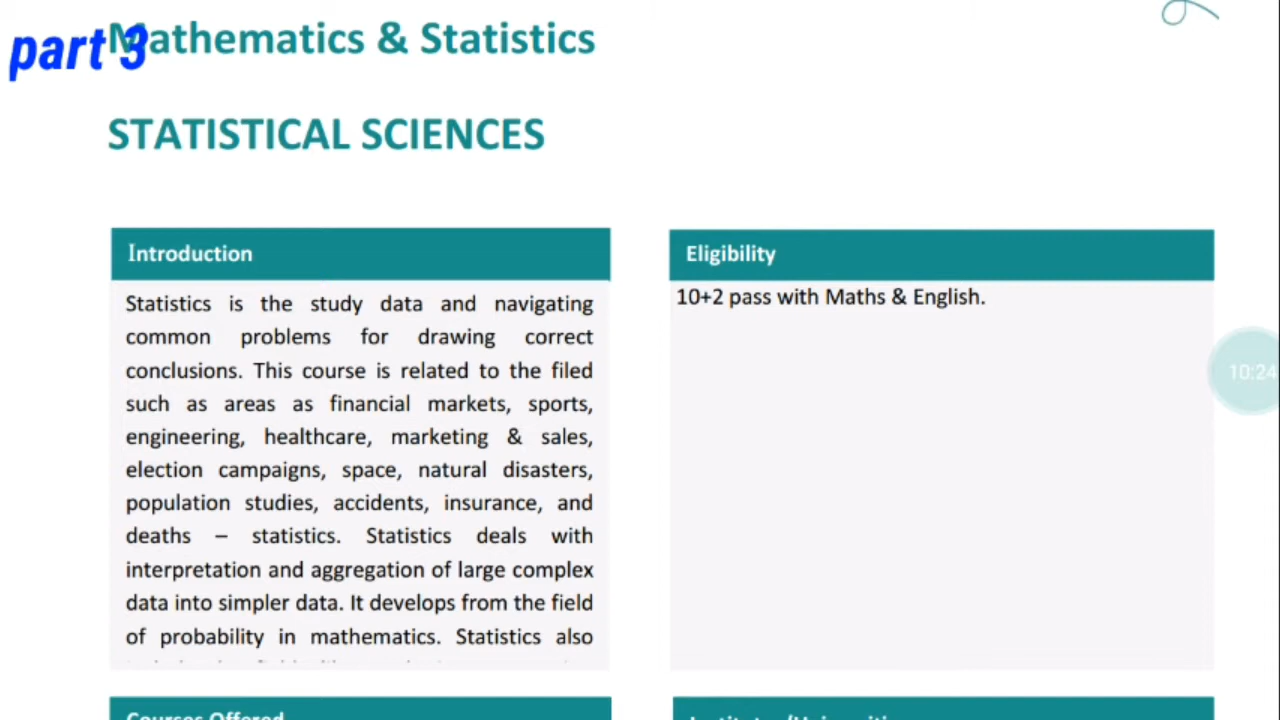 part 3
Mathematics & Statistics
STATISTICAL SCIENCES
Introduction
Statistics is the study data and navigating
common problems for drawing correct
conclusions. This course is related to the filed
such as areas as financial markets, sports,
engineering, healthcare, marketing & sales,
election campaigns, space, natural disasters,
population studies, accidents, insurance, and
deaths – statistics. Statistics deals with
interpretation and aggregation of large complex
data into simpler data. It develops from the field
of probability in mathematics. Statistics also
Eligibility
10+2 pass with Maths & English.
10:24
Courses Offered